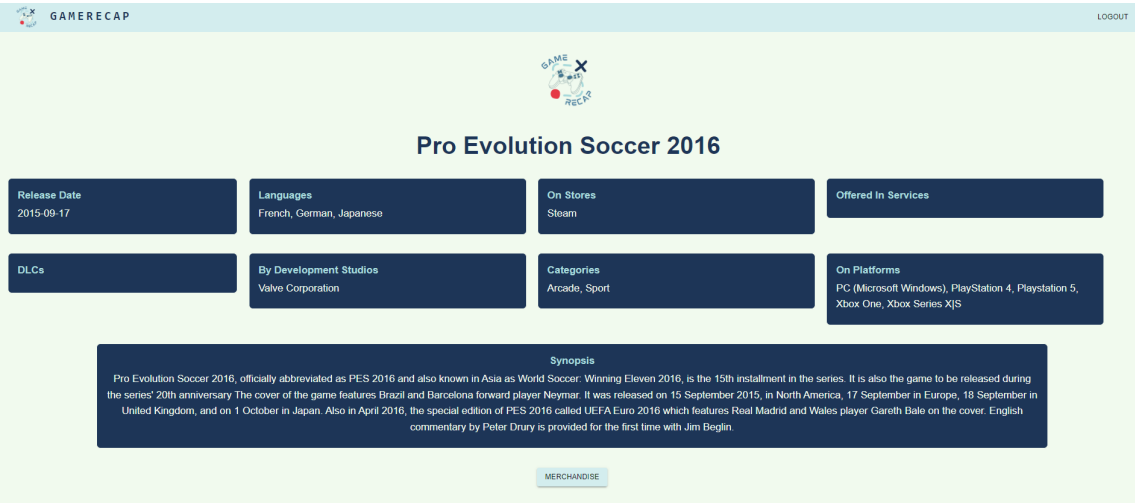 GAMERECAP
LOGOUT
GAME
RECAP
Pro Evolution Soccer 2016
Release Date
2015-09-17
Languages
French, German, Japanese
On Stores
Steam
Offered In Services
DLCs
By Development Studios
Valve Corporation
Categories
Arcade, Sport
On Platforms
PC (Microsoft Windows), PlayStation 4, Playstation 5,
Xbox One, Xbox Series X|S
Synopsis
Pro Evolution Soccer 2016, officially abbreviated as PES 2016 and also known in Asia as World Soccer: Winning Eleven 2016, is the 15th installment in the series. It is also the game to be released during
the series' 20th anniversary The cover of the game features Brazil and Barcelona forward player Neymar. It was released on 15 September 2015, in North America, 17 September in Europe, 18 September in
United Kingdom, and on 1 October in Japan. Also in April 2016, the special edition of PES 2016 called UEFA Euro 2016 which features Real Madrid and Wales player Gareth Bale on the cover. English
commentary by Peter Drury is provided for the first time with Jim Beglin.
MERCHANDISE